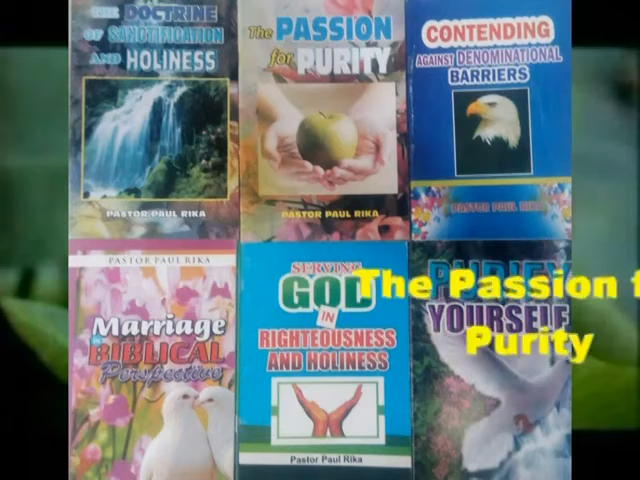 THE DOCTRINE
OF SANCTIFICATION
AND HOLINESS
PASTOR PAUL RIKA
The PASSION
for PURITY
PASTOR PAUL RIKA
CONTENDING
AGAINST DENOMINATIONAL
BARRIERS
PASTOR PAUL RIKA
PASTOR PAUL RIKA
Marriage
in
BIBLICAL
Perspective
SERVING
GOD
IN
RIGHTEOUSNESS
AND HOLINESS
Pastor Paul Rika
PURIFY
YOURSELF
The Passion f
Purity